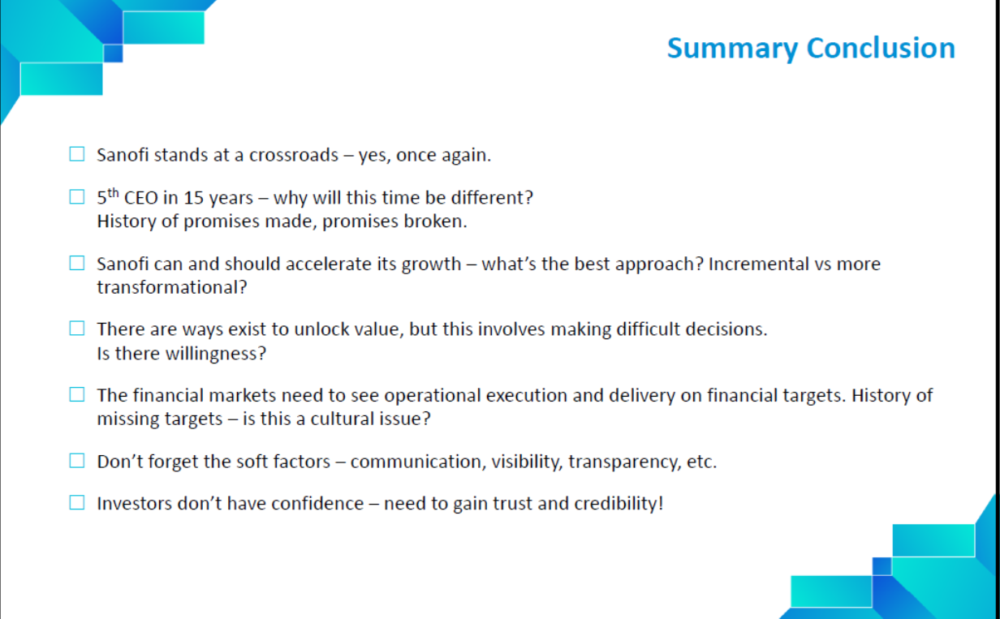 Summary Conclusion
☐ Sanofi stands at a crossroads – yes, once again.
☐ 5th CEO in 15 years – why will this time be different?
History of promises made, promises broken.
☐ Sanofi can and should accelerate its growth – what’s the best approach? Incremental vs more
transformational?
☐ There are ways exist to unlock value, but this involves making difficult decisions.
Is there willingness?
☐ The financial markets need to see operational execution and delivery on financial targets. History of
missing targets – is this a cultural issue?
☐ Don’t forget the soft factors – communication, visibility, transparency, etc.
☐ Investors don’t have confidence – need to gain trust and credibility!